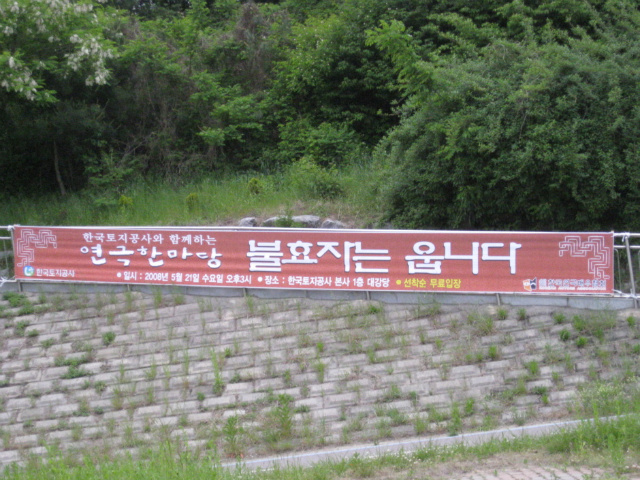 한국토지공사와 함께하는
연극한마당 불효자는 웁니다
• 일시 : 2008년 5월 21일 수요일 오후3시 • 장소 : 한국토지공사 본사 1층 대강당 • 선착순 무료입장
한국토지공사